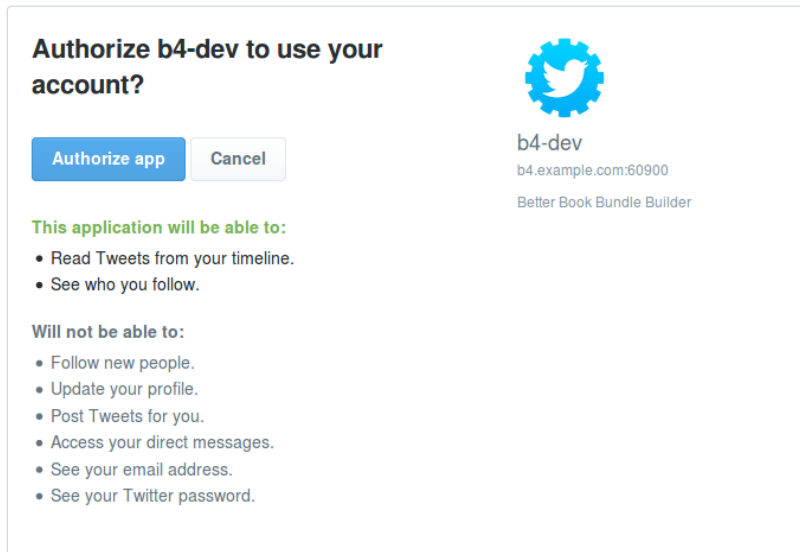 Authorize b4-dev to use your
account?
Authorize app
Cancel
b4-dev
b4.example.com:60900
Better Book Bundle Builder
This application will be able to:
• Read Tweets from your timeline.
• See who you follow.
Will not be able to:
• Follow new people.
• Update your profile.
• Post Tweets for you.
• Access your direct messages.
• See your email address.
• See your Twitter password.